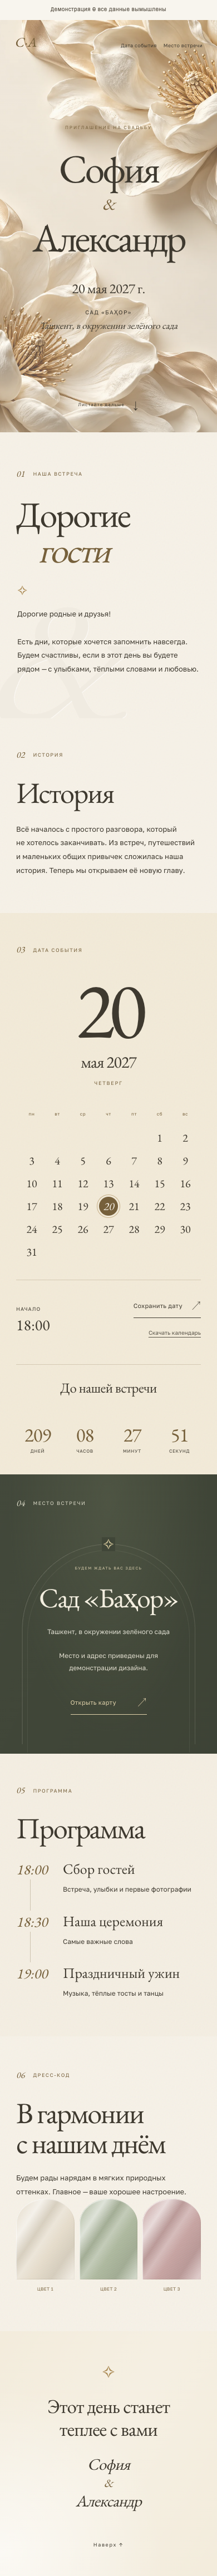 Демонстрация · все данные вымышлены
С·А
Дата события Место встречи
ПРИГЛАШЕНИЕ НА СВАДЬБУ
София
&
Александр
20 мая 2027 г.
САД «БАҲОР»
Ташкент, в окружении зелёного сада
01 НАША ВСТРЕЧА
Дорогие
гости
Дорогие родные и друзья!
Есть дни, которые хочется запомнить навсегда.
Будем счастливы, если в этот день вы будете
рядом — с улыбками, тёплыми словами и любовью.
&
02 ИСТОРИЯ
История
Всё началось с простого разговора, который
не хотелось заканчивать. Из встреч, путешествий
и маленьких общих привычек сложилась наша
история. Теперь мы открываем её новую главу.
03 ДАТА СОБЫТИЯ
20
мая 2027
ЧЕТВЕРГ
пн вт ср чт пт сб вс
1 2
3 4 5 6 7 8 9
10 11 12 13 14 15 16
17 18 19 20 21 22 23
24 25 26 27 28 29 30
31
НАЧАЛО
18:00
Сохранить дату ↗
Скачать календарь
До нашей встречи
209 08 27 51
ДНЕЙ ЧАСОВ МИНУТ СЕКУНД
04 МЕСТО ВСТРЕЧИ
БУДЕМ ЖДАТЬ ВАС ЗДЕСЬ
Сад «Баҳор»
Ташкент, в окружении зелёного сада
Место и адрес приведены для
демонстрации дизайна.
Открыть карту ↗
05 ПРОГРАММА
Программа
18:00 Сбор гостей
Встреча, улыбки и первые фотографии
18:30 Наша церемония
Самые важные слова
19:00 Праздничный ужин
Музыка, тёплые тосты и танцы
06 ДРЕСС-КОД
В гармонии
с нашим днём
Будем рады нарядам в мягких природных
оттенках. Главное — ваше хорошее настроение.
ЦВЕТ 1 ЦВЕТ 2 ЦВЕТ 3
Этот день станет
теплее с вами
София
&
Александр
Наверх ↑